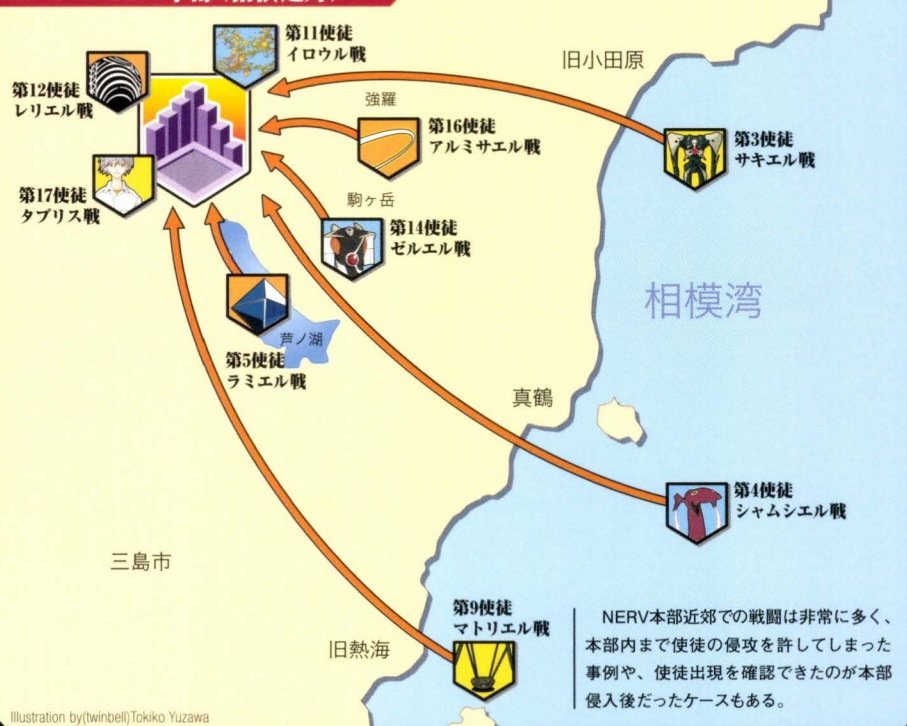 第11使徒
イロウル戦
旧小田原
第12使徒
レリエル戦
強羅
第16使徒
アルミサエル戦
第3使徒
サキエル戦
第17使徒
タブリス戦
駒ヶ岳
第14使徒
ゼルエル戦
相模湾
芦ノ湖
第5使徒
ラミエル戦
真鶴
第4使徒
シャムシエル戦
三島市
第9使徒
マトリエル戦
旧熱海
NERV本部近郊での戦闘は非常に多く、
本部内まで使徒の侵攻を許してしまった
事例や、使徒出現を確認できたのが本部
侵入後だったケースもある。
Illustration by(twinbell)Tokiko Yuzawa